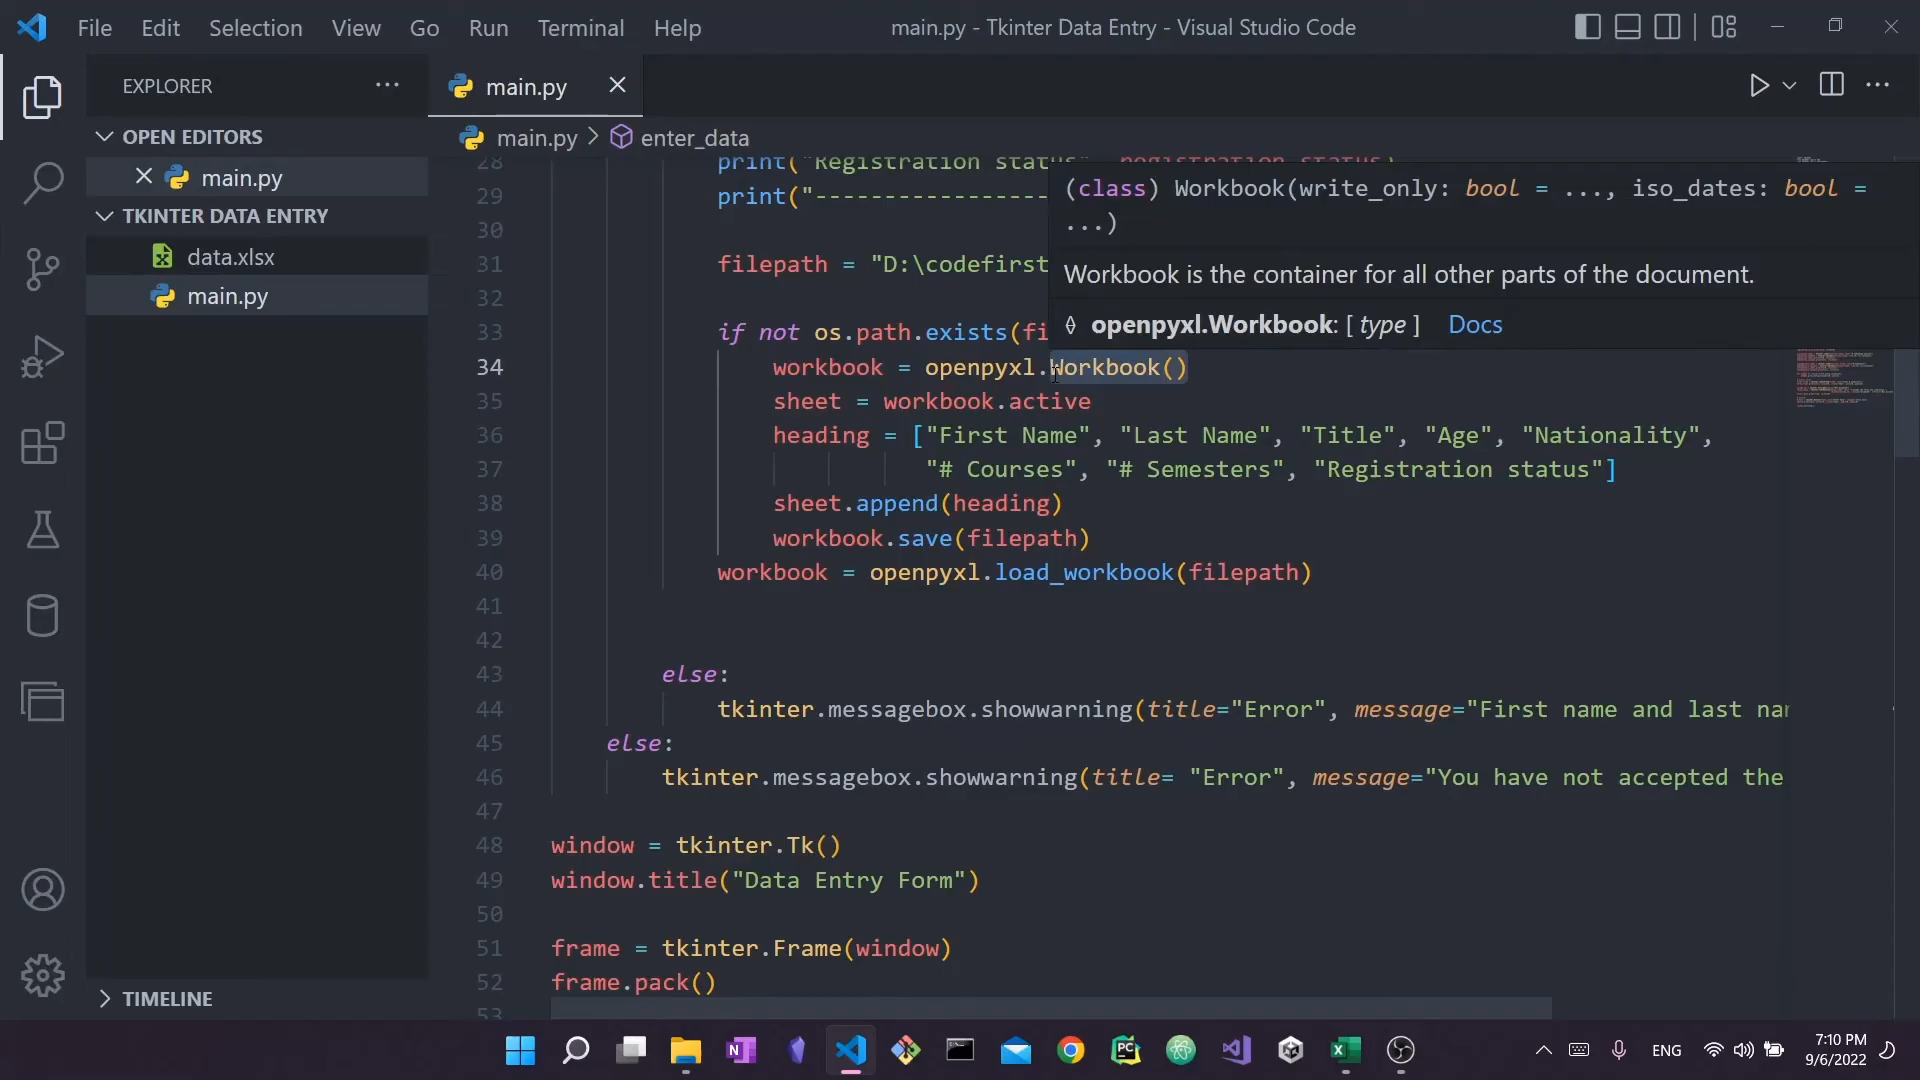 File Edit Selection View Go Run Terminal Help main.py - Tkinter Data Entry - Visual Studio Code
EXPLORER
main.py
OPEN EDITORS
main.py
TKINTER DATA ENTRY
data.xlsx
main.py
TIMELINE
main.py > enter_data
28 print("Registration status", registration_status)
29 print("------------------
30
31 filepath = "D:\codefirst
32
33 if not os.path.exists(fi
34 workbook = openpyxl.Workbook()
35 sheet = workbook.active
36 heading = ["First Name", "Last Name", "Title", "Age", "Nationality",
37 "# Courses", "# Semesters", "Registration status"]
38 sheet.append(heading)
39 workbook.save(filepath)
40 workbook = openpyxl.load_workbook(filepath)
41
42
43 else:
44 tkinter.messagebox.showwarning(title="Error", message="First name and last nam
45 else:
46 tkinter.messagebox.showwarning(title= "Error", message="You have not accepted the
47
48 window = tkinter.Tk()
49 window.title("Data Entry Form")
50
51 frame = tkinter.Frame(window)
52 frame.pack()
53
(class) Workbook(write_only: bool = ..., iso_dates: bool =
...)
Workbook is the container for all other parts of the document.
openpyxl.Workbook: [ type ] Docs
ENG
7:10 PM
9/6/2022